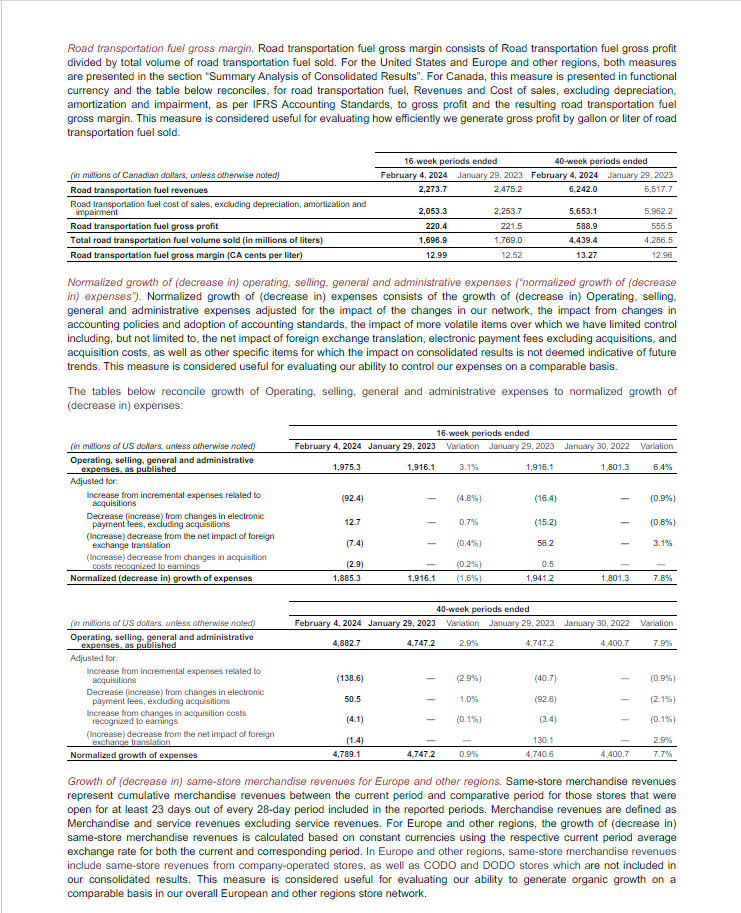 Road transportation fuel gross margin. Road transportation fuel gross margin consists of Road transportation fuel gross profit
divided by total volume of road transportation fuel sold. For the United States and Europe and other regions, both measures
are presented in the section “Summary Analysis of Consolidated Results”. For Canada, this measure is presented in functional
currency and the table below reconciles, for road transportation fuel, Revenues and Cost of sales, excluding depreciation,
amortization and impairment, as per IFRS Accounting Standards, to gross profit and the resulting road transportation fuel
gross margin. This measure is considered useful for evaluating how efficiently we generate gross profit by gallon or liter of road
transportation fuel sold.
16-week periods ended 40-week periods ended
(in millions of Canadian dollars, unless otherwise noted) February 4, 2024 January 29, 2023 February 4, 2024 January 29, 2023
Road transportation fuel revenues 2,273.7 2,475.2 6,242.0 6,517.7
Road transportation fuel cost of sales, excluding depreciation, amortization and
impairment 2,053.3 2,253.7 5,653.1 5,962.2
Road transportation fuel gross profit 220.4 221.5 588.9 555.5
Total road transportation fuel volume sold (in millions of liters) 1,696.9 1,769.0 4,439.4 4,286.5
Road transportation fuel gross margin (CA cents per liter) 12.99 12.52 13.27 12.96
Normalized growth of (decrease in) operating, selling, general and administrative expenses (“normalized growth of (decrease
in) expenses”). Normalized growth of (decrease in) expenses consists of the growth of (decrease in) Operating, selling,
general and administrative expenses adjusted for the impact of the changes in our network, the impact from changes in
accounting policies and adoption of accounting standards, the impact of more volatile items over which we have limited control
including, but not limited to, the net impact of foreign exchange translation, electronic payment fees excluding acquisitions, and
acquisition costs, as well as other specific items for which the impact on consolidated results is not deemed indicative of future
trends. This measure is considered useful for evaluating our ability to control our expenses on a comparable basis.
The tables below reconcile growth of Operating, selling, general and administrative expenses to normalized growth of
(decrease in) expenses:
16-week periods ended
(in millions of US dollars, unless otherwise noted) February 4, 2024 January 29, 2023 Variation January 29, 2023 January 30, 2022 Variation
Operating, selling, general and administrative
expenses, as published 1,975.3 1,916.1 3.1% 1,916.1 1,801.3 6.4%
Adjusted for:
Increase from incremental expenses related to
acquisitions (92.4) — (4.8%) (16.4) — (0.9%)
Decrease (increase) from changes in electronic
payment fees, excluding acquisitions 12.7 — 0.7% (15.2) — (0.8%)
(Increase) decrease from the net impact of foreign
exchange translation (7.4) — (0.4%) 56.2 — 3.1%
(Increase) decrease from changes in acquisition
costs recognized to earnings (2.9) — (0.2%) 0.5 — —
Normalized (decrease in) growth of expenses 1,885.3 1,916.1 (1.6%) 1,941.2 1,801.3 7.8%
40-week periods ended
(in millions of US dollars, unless otherwise noted) February 4, 2024 January 29, 2023 Variation January 29, 2023 January 30, 2022 Variation
Operating, selling, general and administrative
expenses, as published 4,882.7 4,747.2 2.9% 4,747.2 4,400.7 7.9%
Adjusted for:
Increase from incremental expenses related to
acquisitions (138.6) — (2.9%) (40.7) — (0.9%)
Decrease (increase) from changes in electronic
payment fees, excluding acquisitions 50.5 — 1.0% (92.6) — (2.1%)
Increase from changes in acquisition costs
recognized to earnings (4.1) — (0.1%) (3.4) — (0.1%)
(Increase) decrease from the net impact of foreign
exchange translation (1.4) — — 130.1 — 2.9%
Normalized growth of expenses 4,789.1 4,747.2 0.9% 4,740.6 4,400.7 7.7%
Growth of (decrease in) same-store merchandise revenues for Europe and other regions. Same-store merchandise revenues
represent cumulative merchandise revenues between the current period and comparative period for those stores that were
open for at least 23 days out of every 28-day period included in the reported periods. Merchandise revenues are defined as
Merchandise and service revenues excluding service revenues. For Europe and other regions, the growth of (decrease in)
same-store merchandise revenues is calculated based on constant currencies using the respective current period average
exchange rate for both the current and corresponding period. In Europe and other regions, same-store merchandise revenues
include same-store revenues from company-operated stores, as well as CODO and DODO stores which are not included in
our consolidated results. This measure is considered useful for evaluating our ability to generate organic growth on a
comparable basis in our overall European and other regions store network.